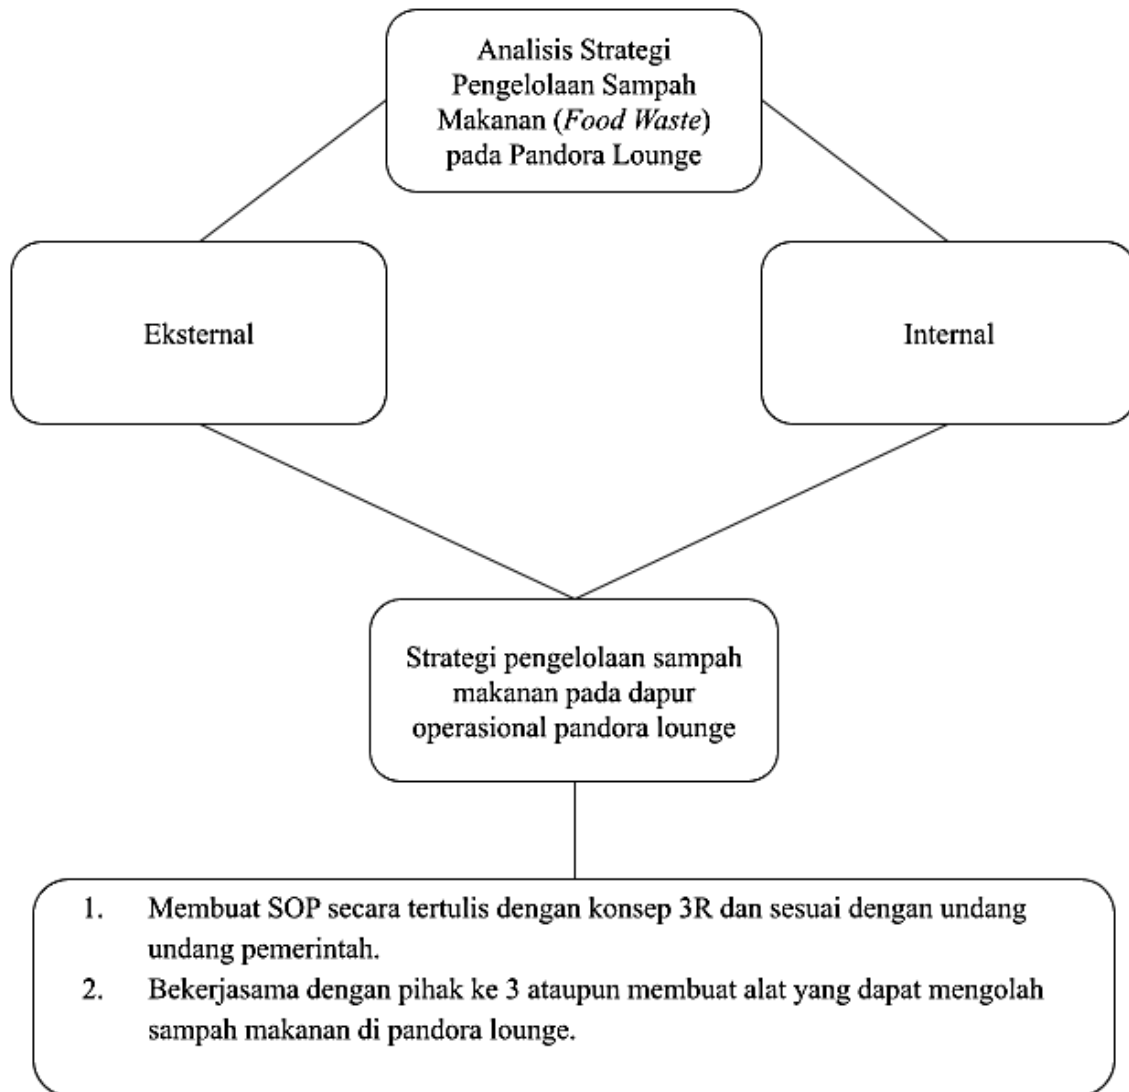 Analisis Strategi
Pengelolaan Sampah
Makanan (Food Waste)
pada Pandora Lounge
Eksternal
Internal
Strategi pengelolaan sampah
makanan pada dapur
operasional pandora lounge
1. Membuat SOP secara tertulis dengan konsep 3R dan sesuai dengan undang
undang pemerintah.
2. Bekerjasama dengan pihak ke 3 ataupun membuat alat yang dapat mengolah
sampah makanan di pandora lounge.